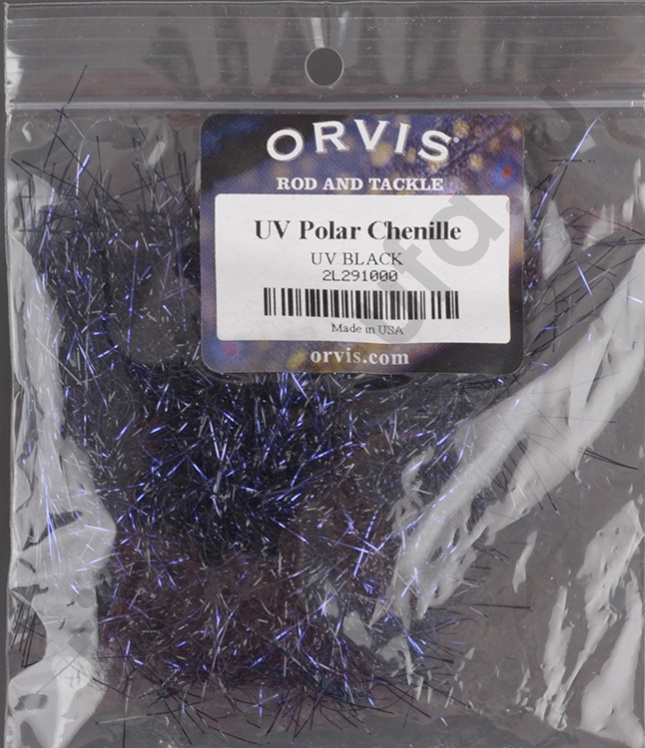 ORVIS
ROD AND TACKLE
UV Polar Chenille
UV BLACK
2L291000
Made in USA
orvis.com